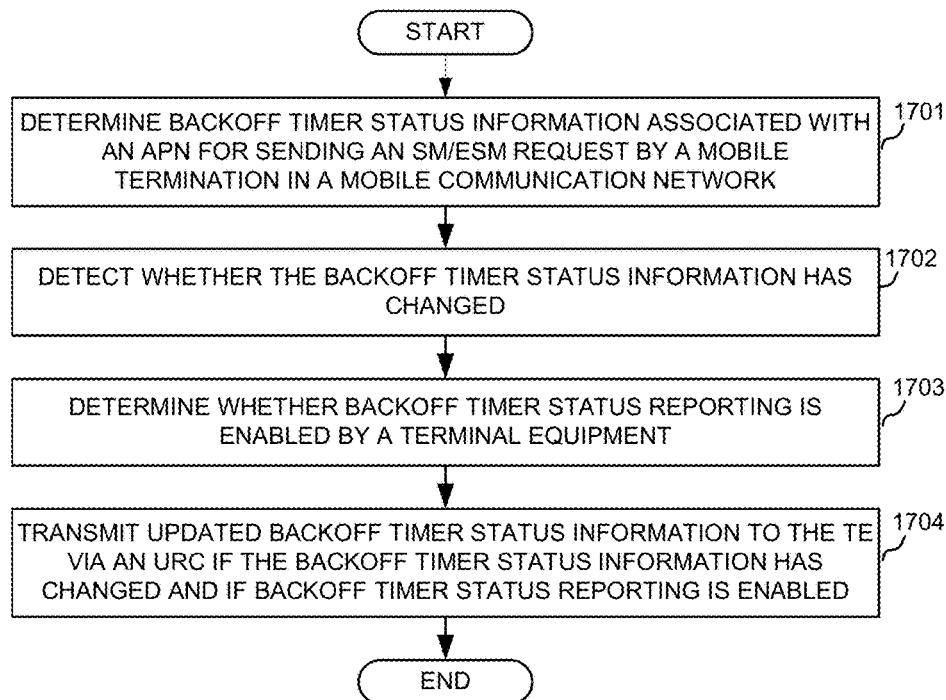 START
1701
DETERMINE BACKOFF TIMER STATUS INFORMATION ASSOCIATED WITH
AN APN FOR SENDING AN SM/ESM REQUEST BY A MOBILE
TERMINATION IN A MOBILE COMMUNICATION NETWORK
1702
DETECT WHETHER THE BACKOFF TIMER STATUS INFORMATION HAS
CHANGED
1703
DETERMINE WHETHER BACKOFF TIMER STATUS REPORTING IS
ENABLED BY A TERMINAL EQUIPMENT
1704
TRANSMIT UPDATED BACKOFF TIMER STATUS INFORMATION TO THE TE
VIA AN URC IF THE BACKOFF TIMER STATUS INFORMATION HAS
CHANGED AND IF BACKOFF TIMER STATUS REPORTING IS ENABLED
END